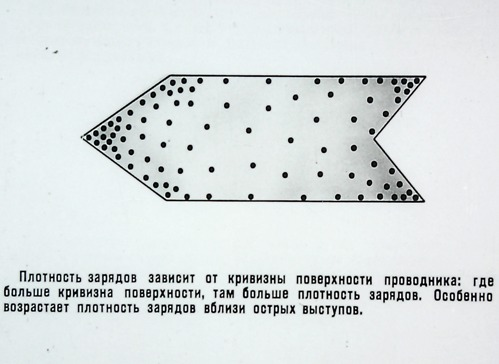 Плотность зарядов зависит от кривизны поверхности проводника: где
больше кривизна поверхности, там больше плотность зарядов. Особенно
возрастает плотность зарядов вблизи острых выступов.